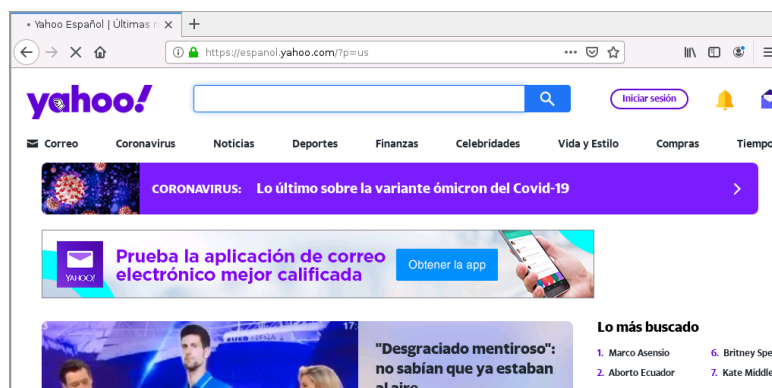 Yahoo Español | Últimas
https://espanol.yahoo.com/?p=us
yahoo!
Iniciar sesión
Correo Coronavirus Noticias Deportes Finanzas Celebridades Vida y Estilo Compras Tiempo
CORONAVIRUS: Lo último sobre la variante ómicron del Covid-19
YAHOO!
Prueba la aplicación de correo
electrónico mejor calificada
Obtener la app
"Desgraciado mentiroso":
no sabían que ya estaban
al aire
Lo más buscado
1. Marco Asensio
2. Aborto Ecuador
6. Britney Spe
7. Kate Middle